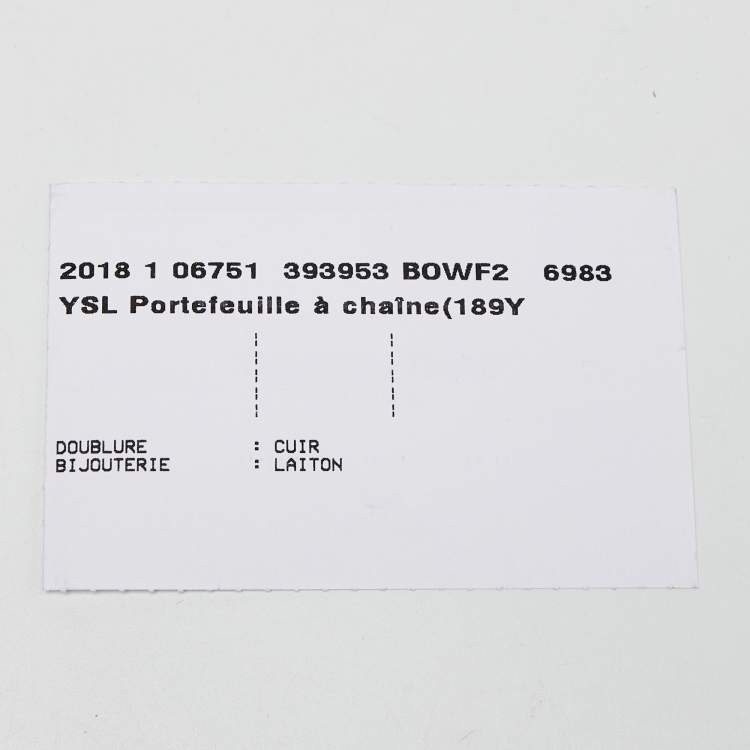 2018 1 06751 393953 BOWF2 6983
YSL Portefeuille à chaîne(189Y
DOUBLURE : CUIR
BIJOUTERIE : LAITON